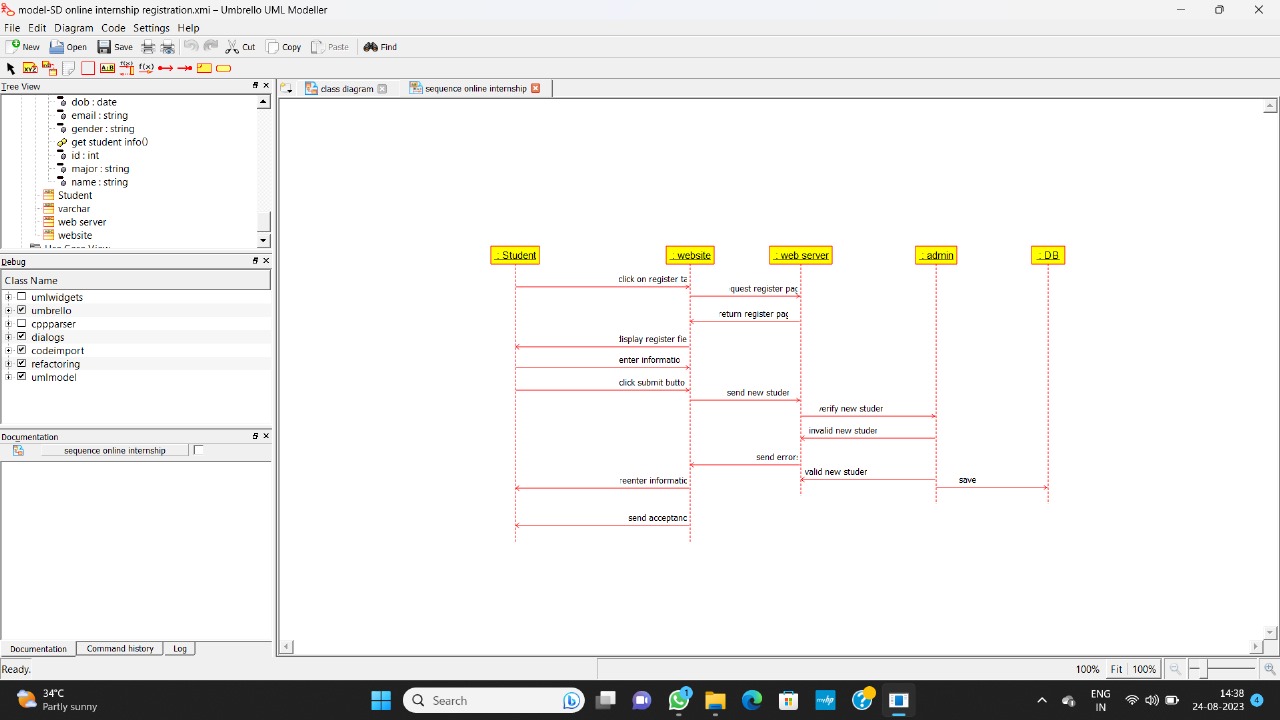 model-SD online internship registration.xmi – Umbrello UML Modeller
File Edit Diagram Code Settings Help
New Open Save Cut Copy Paste Find
Tree View
class diagram
sequence online internship
dob : date
email : string
gender : string
get student info()
id : int
major : string
name : string
Student
varchar
web server
website
Debug
Class Name
umlwidgets
umbrello
cppparser
dialogs
codeimport
refactoring
umlmodel
Documentation
sequence online internship
Documentation Command history Log
: Student : website : web server : admin : DB
click on register ta
quest register pag
return register pag
display register fie
enter informatio
click submit butto
send new studer
verify new studer
invalid new studer
send error:
valid new studer
save
reenter informatic
send acceptanc
Ready.
100% Fit 100%
34°C
Partly sunny
Search
1
ENG
IN
14:38
24-08-2023
4